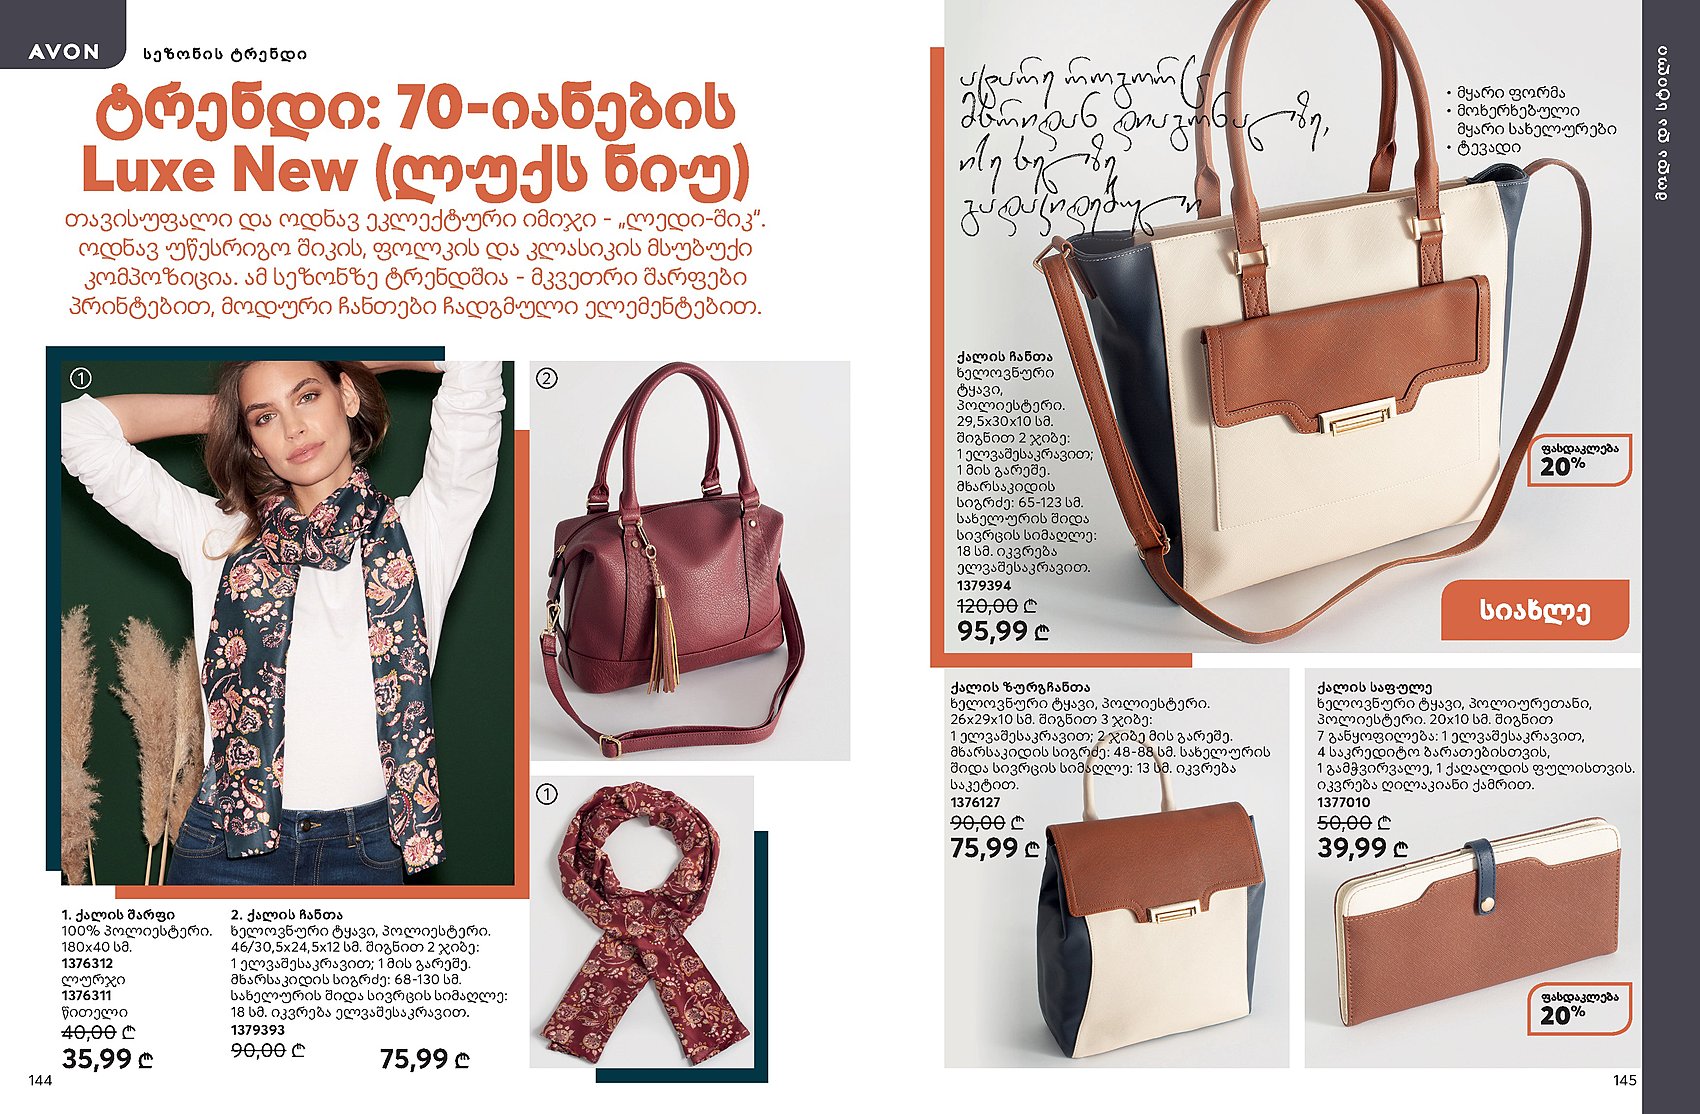 AVON
სეზონის ტრენდი
ტრენდი: 70-იანების
Luxe New (ლუქს ნიუ)
თავისუფალი და ოდნავ ეკლექტური იმიჯი - „ლედი-შიკ“.
ოდნავ უწესრიგო შიკის, ფოლკის და კლასიკის მსუბუქი
კომპოზიცია. ამ სეზონზე ტრენდშია - მკვეთრი შარფები
პრინტებით, მოდური ჩანთები ჩადგმული ელემენტებით.
1
2
1
1. ქალის შარფი
100% პოლიესტერი.
180x40 სმ.
1376312
ლურჯი
1376311
წითელი
40,00 ₾
35,99 ₾
2. ქალის ჩანთა
ხელოვნური ტყავი, პოლიესტერი.
46/30,5x24,5x12 სმ. შიგნით 2 ჯიბე:
1 ელვაშესაკრავით; 1 მის გარეშე.
მხარსაკიდის სიგრძე: 68-130 სმ.
სახელურის შიდა სივრცის სიმაღლე:
18 სმ. იკვრება ელვაშესაკრავით.
1379393
90,00 ₾
75,99 ₾
144
ატარე როგორც
მხრიდან დიაგონალზე,
ისე ხელზე
გადაკიდებული
• მყარი ფორმა
• მოხერხებული
მყარი სახელურები
• ტევადი
მოდა და სტილი
ქალის ჩანთა
ხელოვნური
ტყავი,
პოლიესტერი.
29,5x30x10 სმ.
შიგნით 2 ჯიბე:
1 ელვაშესაკრავით;
1 მის გარეშე.
მხარსაკიდის
სიგრძე: 65-123 სმ.
სახელურის შიდა
სივრცის სიმაღლე:
18 სმ. იკვრება
ელვაშესაკრავით.
1379394
120,00 ₾
95,99 ₾
ფასდაკლება
20%
სიახლე
ქალის ზურგჩანთა
ხელოვნური ტყავი, პოლიესტერი.
26x29x10 სმ. შიგნით 3 ჯიბე:
1 ელვაშესაკრავით; 2 ჯიბე მის გარეშე.
მხარსაკიდის სიგრძე: 48-88 სმ. სახელურის
შიდა სივრცის სიმაღლე: 13 სმ. იკვრება
საკეტით.
1376127
90,00 ₾
75,99 ₾
ქალის საფულე
ხელოვნური ტყავი, პოლიურეთანი,
პოლიესტერი. 20x10 სმ. შიგნით
7 განყოფილება: 1 ელვაშესაკრავით,
4 საკრედიტო ბარათებისთვის,
1 გამჭვირვალე, 1 ქაღალდის ფულისთვის.
იკვრება ღილაკიანი ქამრით.
1377010
50,00 ₾
39,99 ₾
ფასდაკლება
20%
145